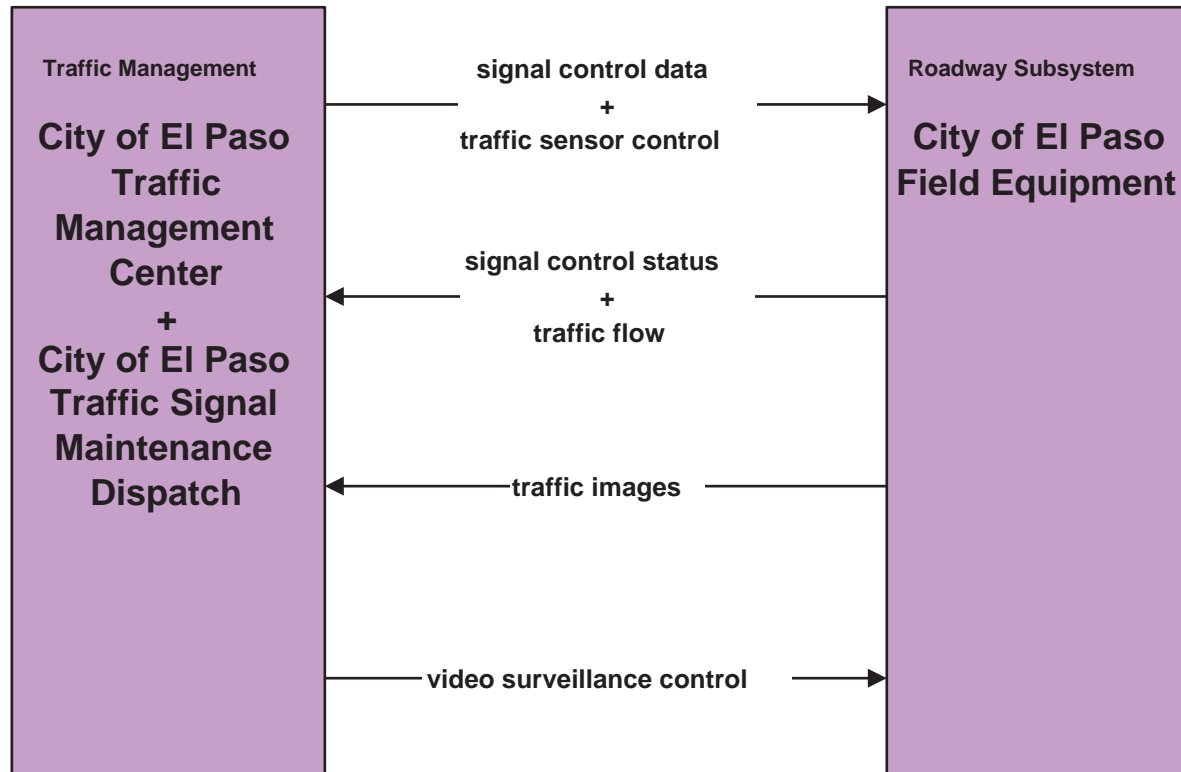 Traffic Management
City of El Paso
Traffic
Management
Center
+
City of El Paso
Traffic Signal
Maintenance
Dispatch
signal control data
+
traffic sensor control
signal control status
+
traffic flow
traffic images
video surveillance control
Roadway Subsystem
City of El Paso
Field Equipment